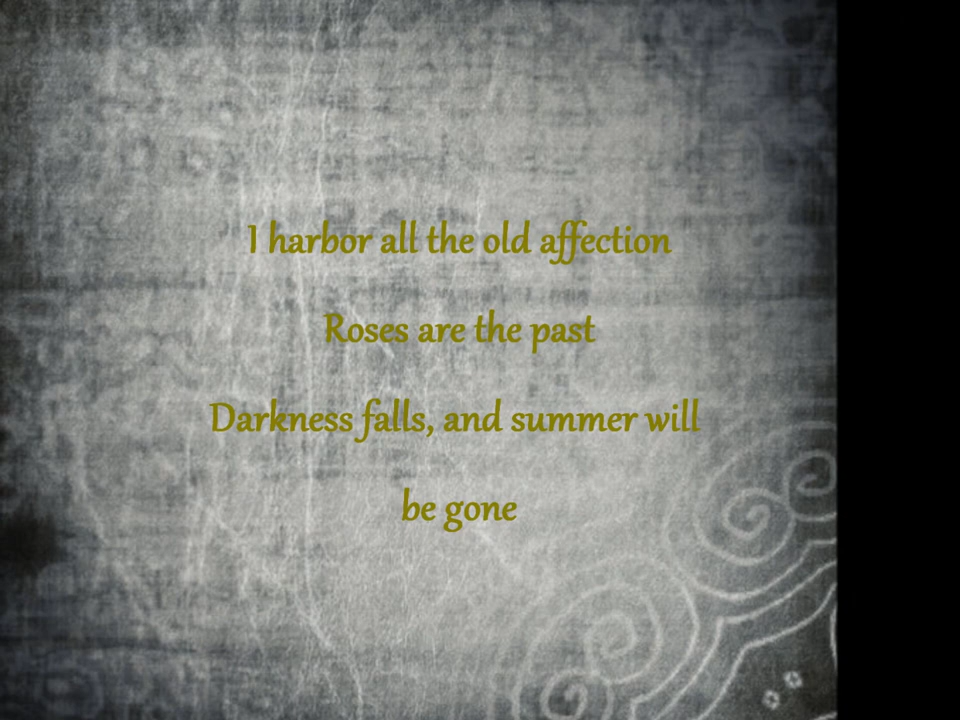 I harbor all the old affection
Roses are the past
Darkness falls, and summer will
be gone